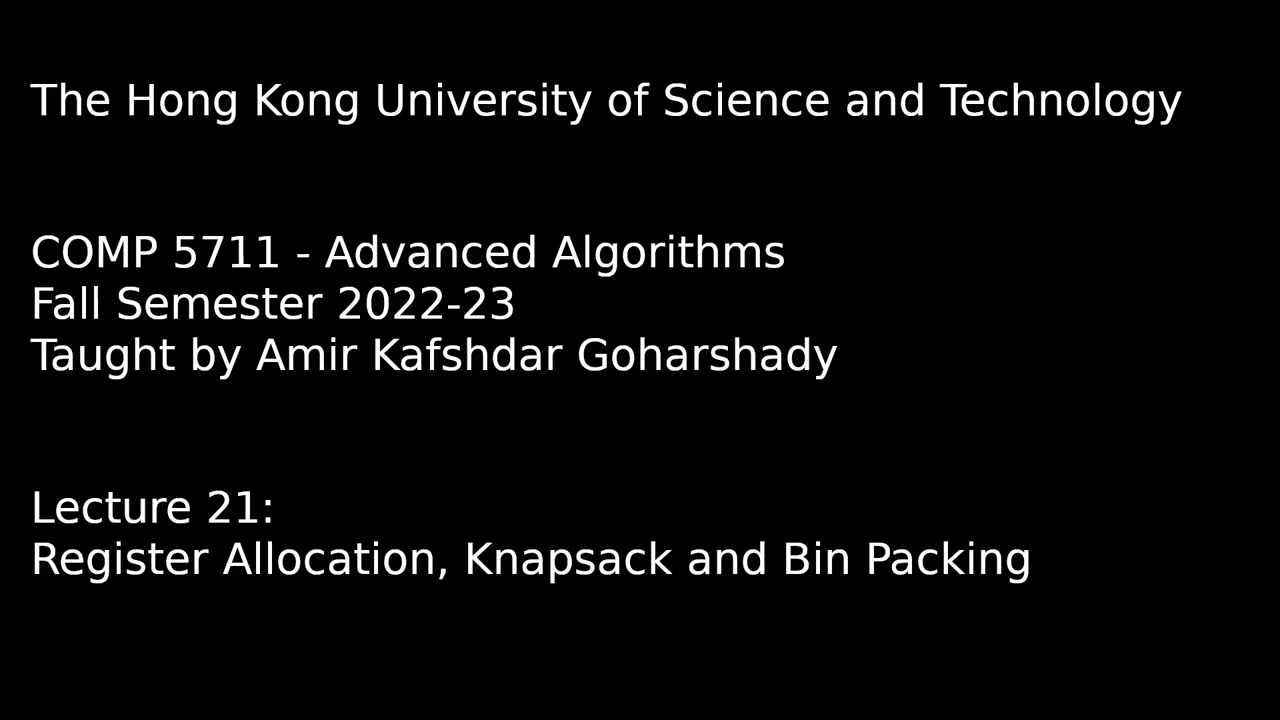 The Hong Kong University of Science and Technology
COMP 5711 - Advanced Algorithms
Fall Semester 2022-23
Taught by Amir Kafshdar Goharshady
Lecture 21:
Register Allocation, Knapsack and Bin Packing